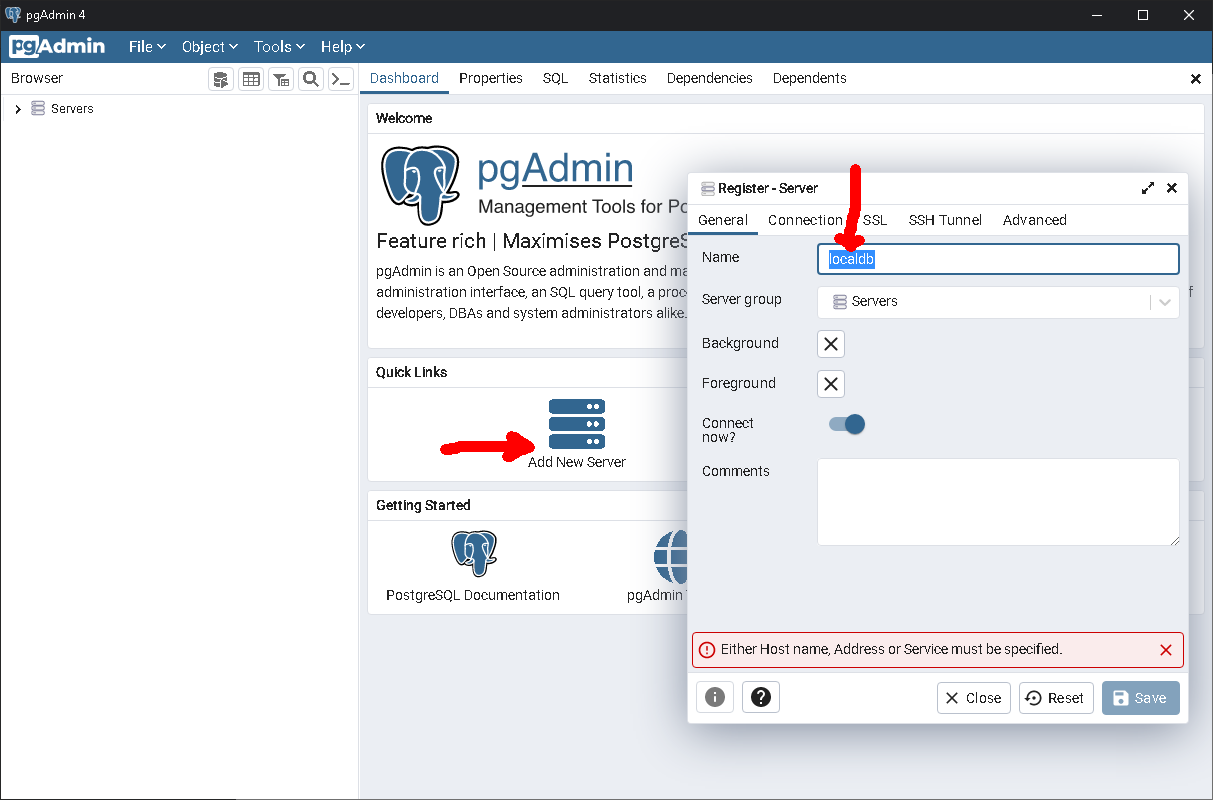 pgAdmin 4
pgAdmin File Object Tools Help
Browser
Dashboard Properties SQL Statistics Dependencies Dependents
Servers
Welcome
pgAdmin
Management Tools for Po
Feature rich | Maximises PostgreS
pgAdmin is an Open Source administration and ma
administration interface, an SQL query tool, a proc
f
developers, DBAs and system administrators alike.
Quick Links
Add New Server
Getting Started
PostgreSQL Documentation
pgAdmin
Register - Server
General Connection SSL SSH Tunnel Advanced
Name localdb
Server group Servers
Background
Foreground
Connect
now?
Comments
Either Host name, Address or Service must be specified.
Close Reset Save